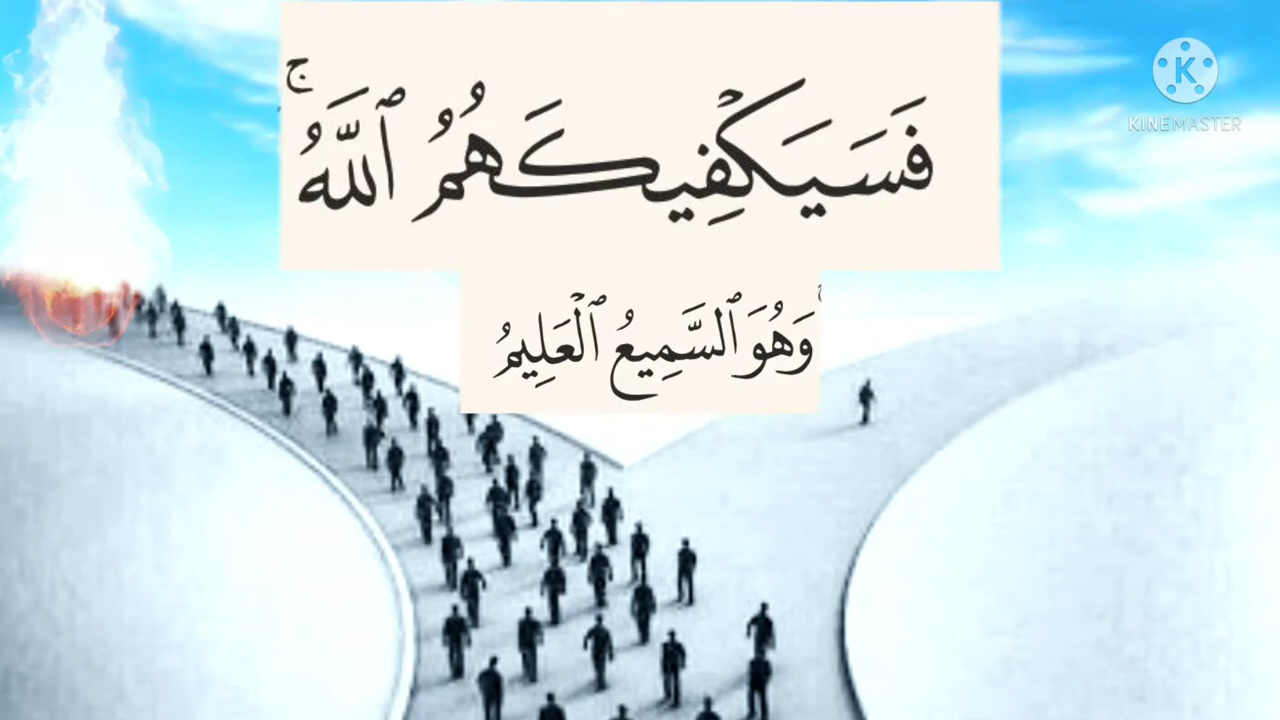 فَسَيَكْفِيكَهُمُ ٱللَّهُ ۚ
وَهُوَ ٱلسَّمِيعُ ٱلْعَلِيمُ
K
KINEMASTER